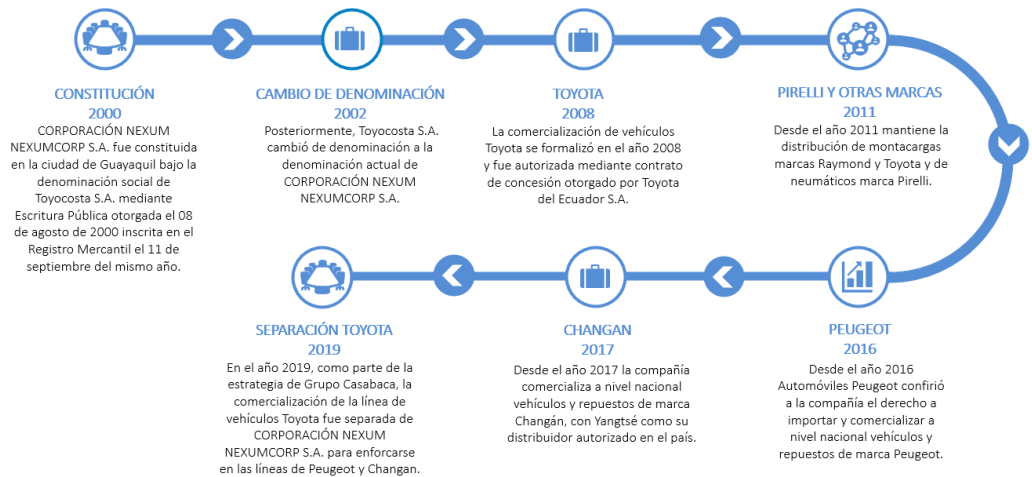 CONSTITUCIÓN
2000
CORPORACIÓN NEXUM
NEXUMCORP S.A. fue constituida
en la ciudad de Guayaquil bajo la
denominación social de
Toyocosta S.A. mediante
Escritura Pública otorgada el 08
de agosto de 2000 inscrita en el
Registro Mercantil el 11 de
septiembre del mismo año.
CAMBIO DE DENOMINACIÓN
2002
Posteriormente, Toyocosta S.A.
cambió de denominación a la
denominación actual de
CORPORACIÓN NEXUM
NEXUMCORP S.A.
TOYOTA
2008
La comercialización de vehículos
Toyota se formalizó en el año 2008
y fue autorizada mediante contrato
de concesión otorgado por Toyota
del Ecuador S.A.
PIRELLI Y OTRAS MARCAS
2011
Desde el año 2011 mantiene la
distribución de montacargas
marcas Raymond y Toyota y de
neumáticos marca Pirelli.
PEUGEOT
2016
Desde el año 2016
Automóviles Peugeot confirió
a la compañía el derecho a
importar y comercializar a
nivel nacional vehículos y
repuestos de marca Peugeot.
CHANGAN
2017
Desde el año 2017 la compañía
comercializa a nivel nacional
vehículos y repuestos de marca
Changán, con Yangtsé como su
distribuidor autorizado en el país.
SEPARACIÓN TOYOTA
2019
En el año 2019, como parte de la
estrategia de Grupo Casabaca, la
comercialización de la línea de
vehículos Toyota fue separada de
CORPORACIÓN NEXUM
NEXUMCORP S.A. para enforcarse
en las líneas de Peugeot y Changan.